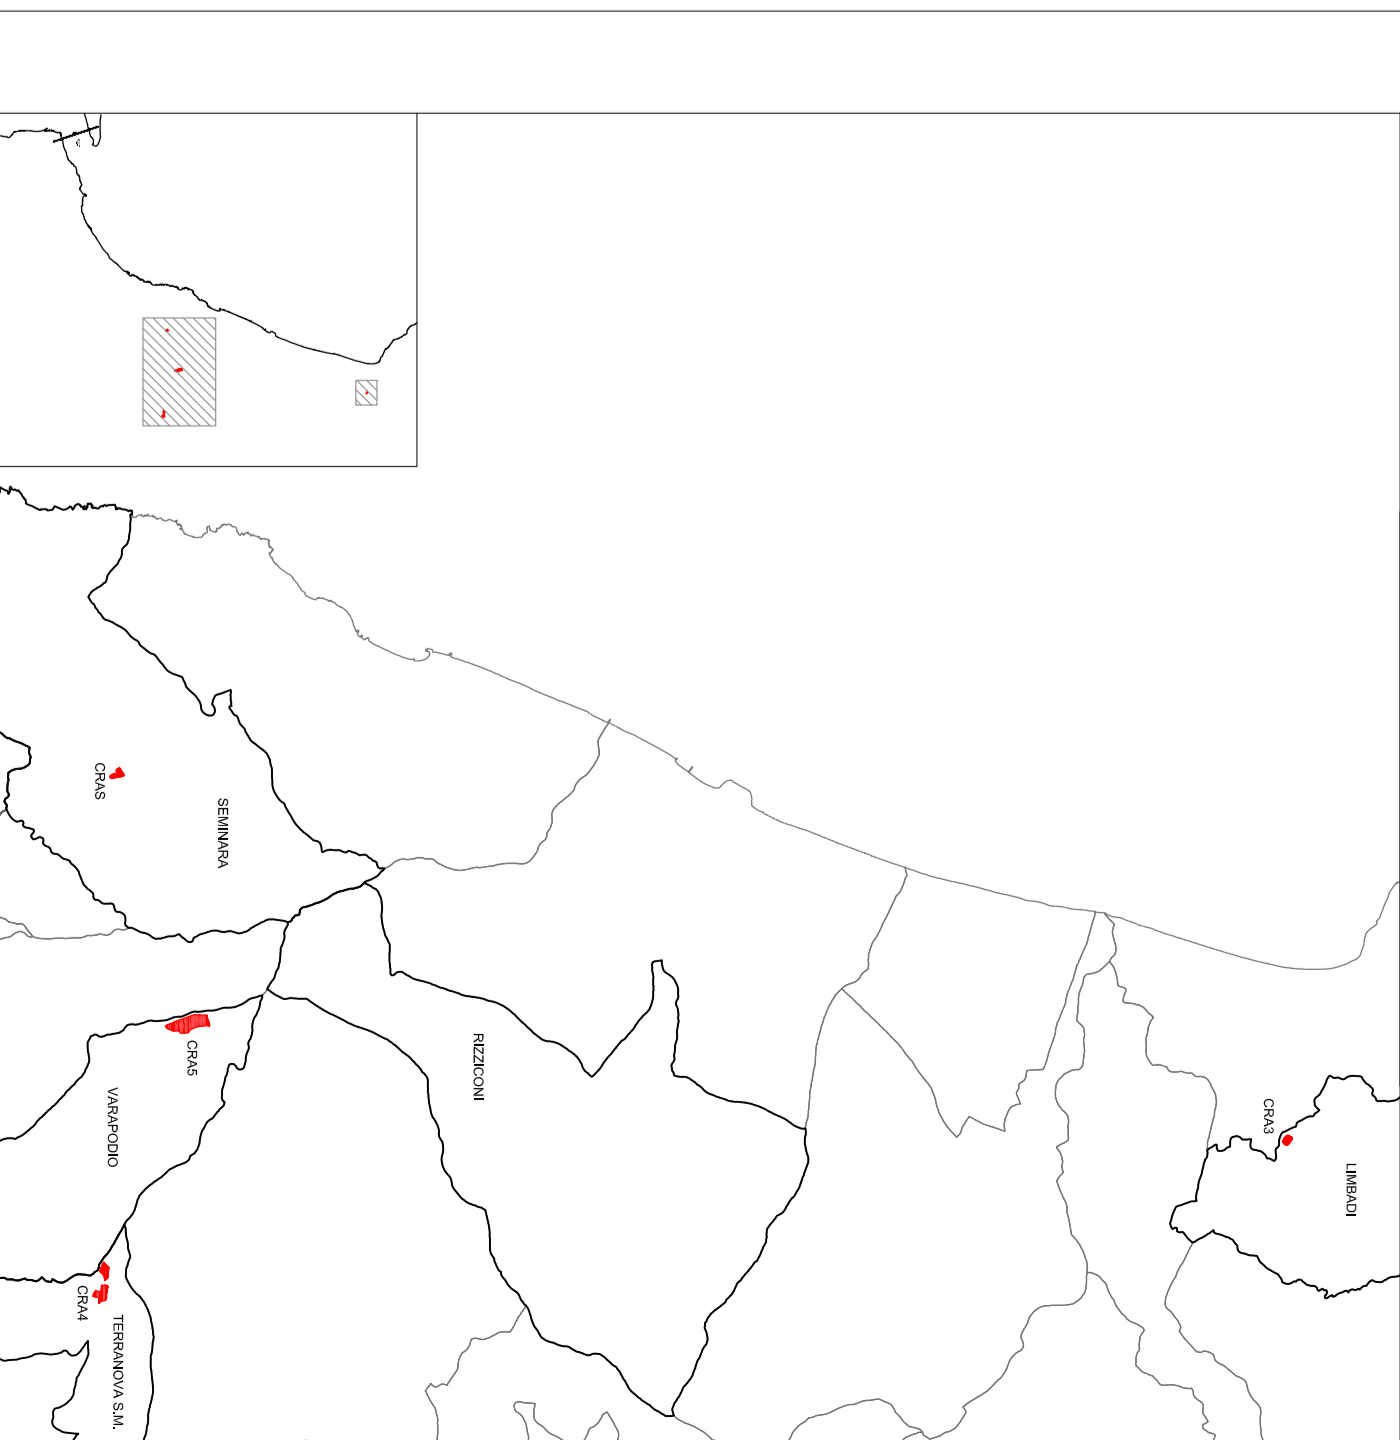 CRAS
SEMINARA
CRA5
VARAPODIO
RIZZICONI
CRA3
LIMBADI
CRA4
TERRANOVA S.M.